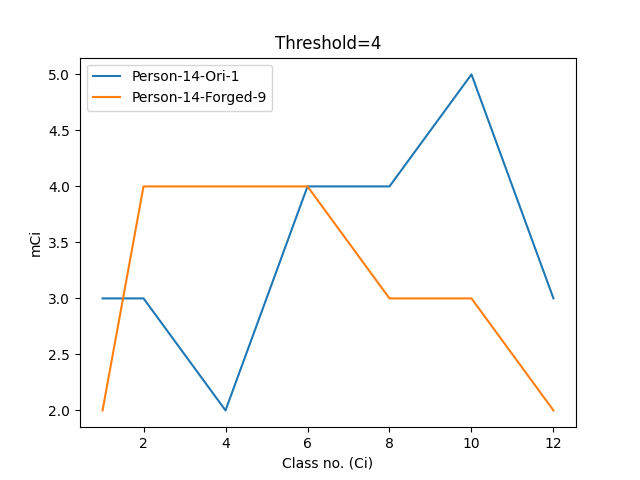 Threshold=4
Person-14-Ori-1
Person-14-Forged-9
5.0
4.5
4.0
3.5
3.0
2.5
2.0
mCi
2 4 6 8 10 12
Class no. (Ci)